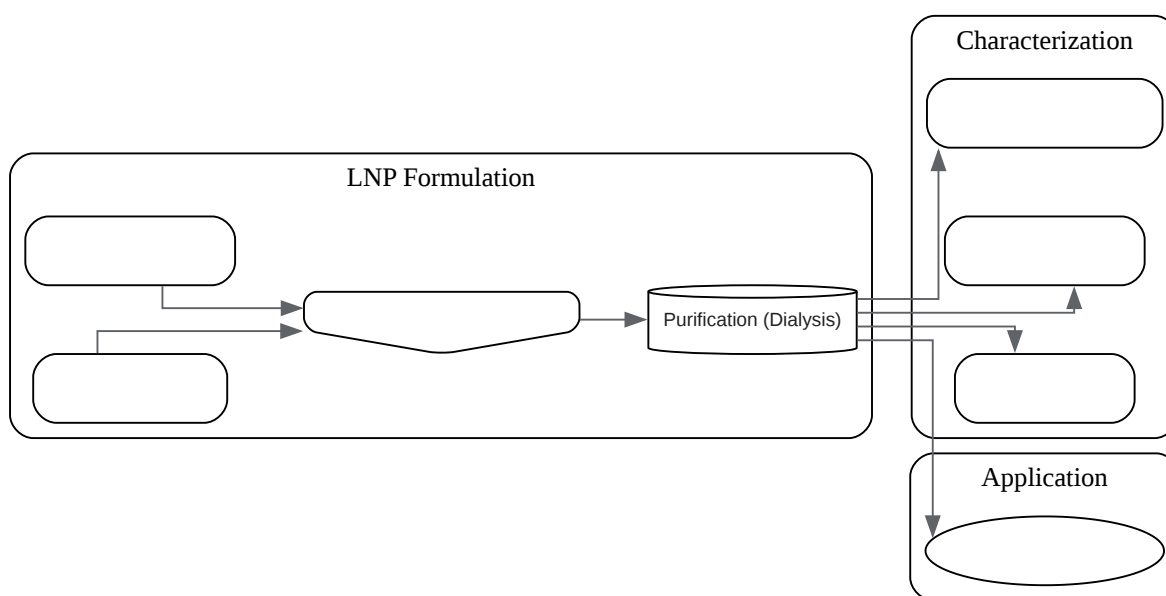 Characterization
LNP Formulation
Purification (Dialysis)
Application